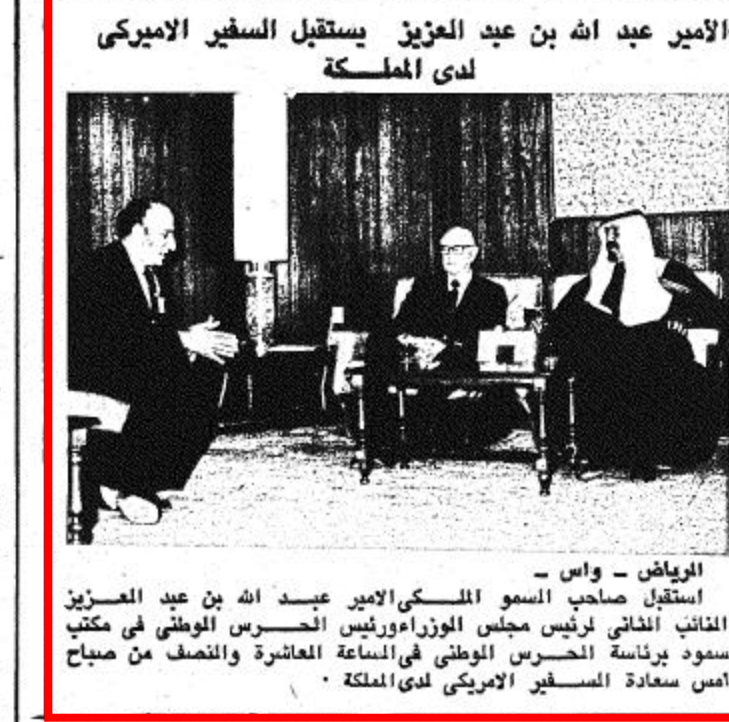 الأمير عبد الله بن عبد العزيز يستقبل السفير الاميركى
لدى المملكة
الرياض - واس -
استقبل صاحب السمو الملكى الامير عبد الله بن عبد العزيز
النائب الثانى لرئيس مجلس الوزراء ورئيس الحرس الوطنى فى مكتب
سموه برئاسة الحرس الوطنى فى الساعة العاشرة والنصف من صباح
أمس سعادة السفير الامريكى لدى المملكة .